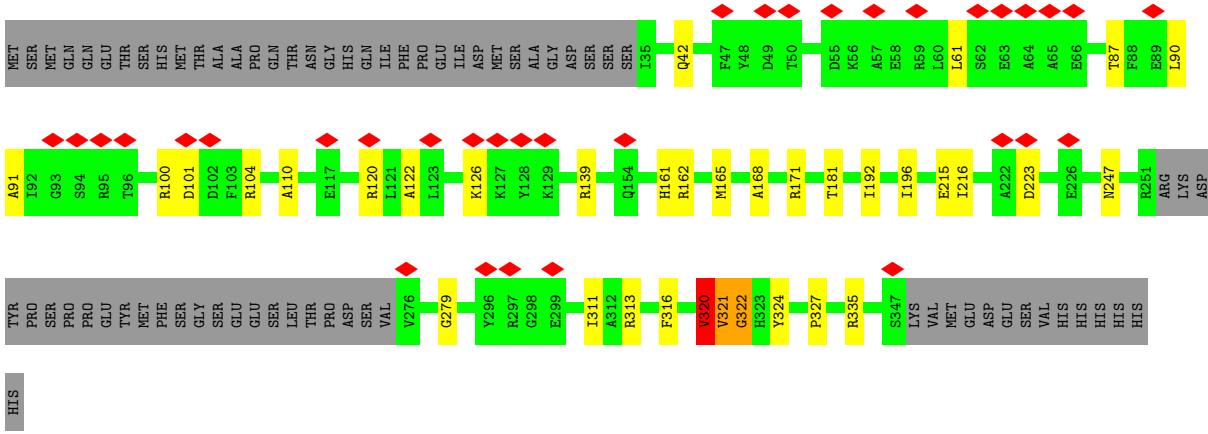 MET SER MET GLN GLN GLU THR SER HIS MET THR ALA ALA PRO GLN THR ASN GLY HIS GLN ILE PHE PRO GLU ILE ASP MET SER ALA GLY ASP SER SER SER I35 Q42 F47 Y48 D49 T50 D55 K56 A57 E58 R59 L60 L61 S62 E63 A64 A65 E66 T87 F88 E89 L90
A91 I92 G93 S94 R95 T96 R100 D101 D102 F103 R104 A110 E117 R120 L121 A122 L123 K126 K127 Y128 K129 R139 Q154 H161 R162 M165 A168 R171 T181 I192 I196 E215 I216 A222 D223 E226 N247 R251 ARG LYS ASP
TYR PRO SER PRO PRO GLU TYR MET PHE SER GLY SER GLU GLU SER LEU THR PRO ASP SER VAL V276 G279 Y296 R297 G298 E299 I311 A312 R313 F316 V320 V321 G322 H323 Y324 P327 R335 S347 LYS VAL MET GLU ASP GLU SER VAL HIS HIS HIS HIS HIS
HIS